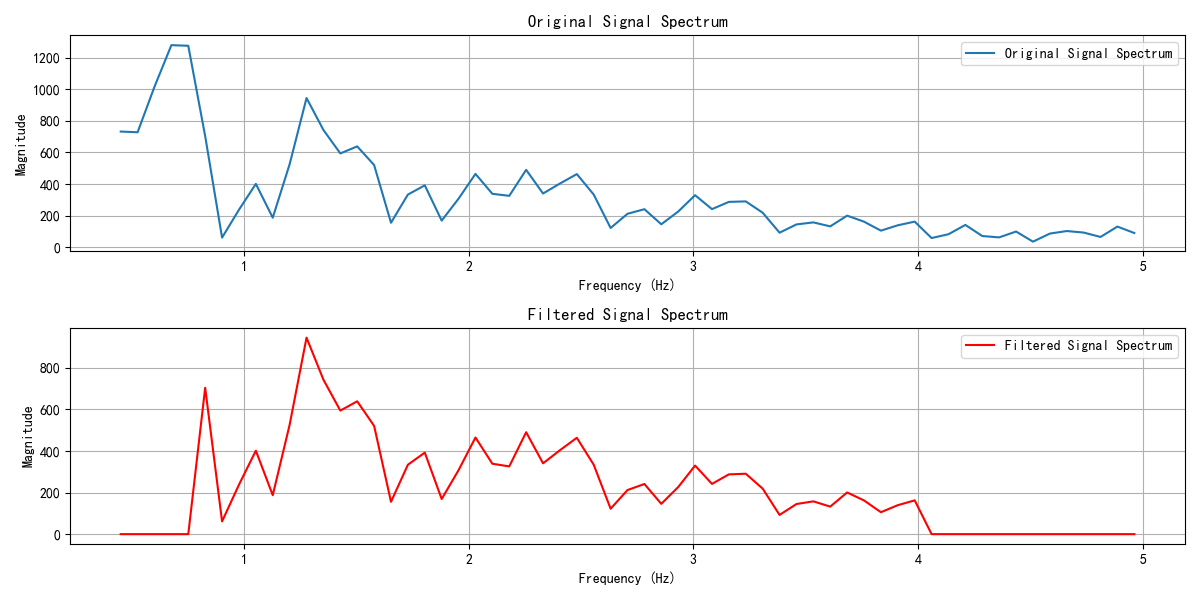 Original Signal Spectrum
Original Signal Spectrum
Magnitude
1200
1000
800
600
400
200
0
1 2 3 4 5
Frequency (Hz)
Filtered Signal Spectrum
Filtered Signal Spectrum
Magnitude
800
600
400
200
0
1 2 3 4 5
Frequency (Hz)